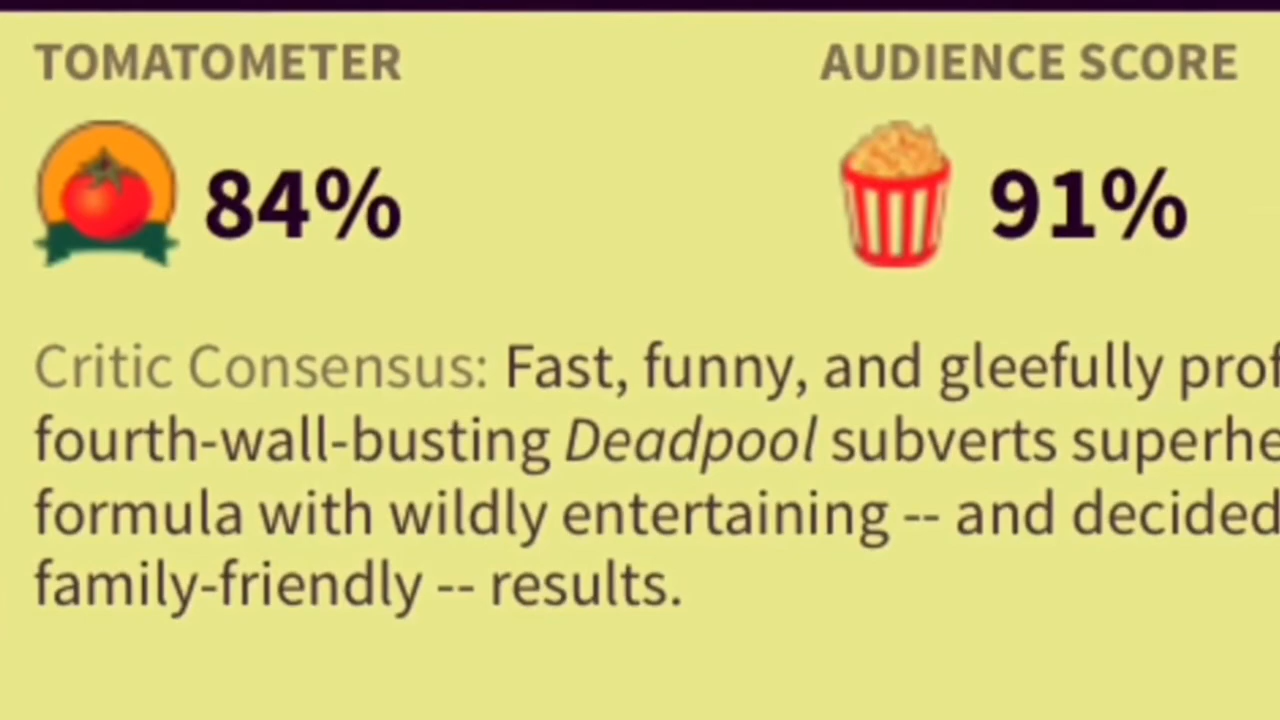 TOMATOMETER AUDIENCE SCORE
84% 91%
Critic Consensus: Fast, funny, and gleefully prof
fourth-wall-busting Deadpool subverts superhe
formula with wildly entertaining -- and decided
family-friendly -- results.